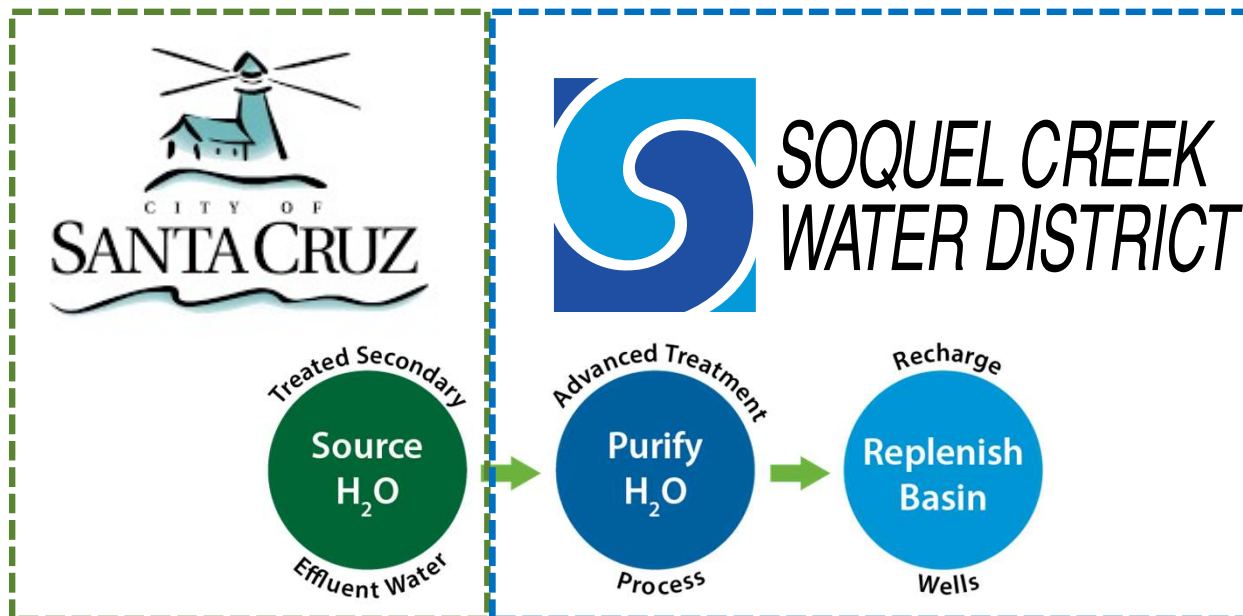 CITY OF
SANTA CRUZ
SOQUEL CREEK
WATER DISTRICT
Treated Secondary
Source
H₂O
Effluent Water
Advanced Treatment
Purify
H₂O
Process
Recharge
Replenish
Basin
Wells